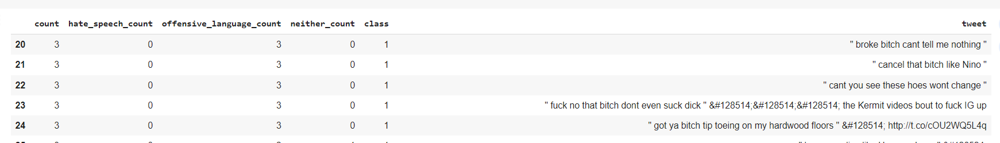 count hate_speech_count offensive_language_count neither_count class tweet
20 3 0 3 0 1 " broke bitch cant tell me nothing "
21 3 0 3 0 1 " cancel that bitch like Nino "
22 3 0 3 0 1 " cant you see these hoes wont change "
23 3 0 3 0 1 " fuck no that bitch dont even suck dick " &#128514;&#128514;&#128514; the Kermit videos bout to fuck IG up
24 3 0 3 0 1 " got ya bitch tip toeing on my hardwood floors " &#128514; http://t.co/cOU2WQ5L4q